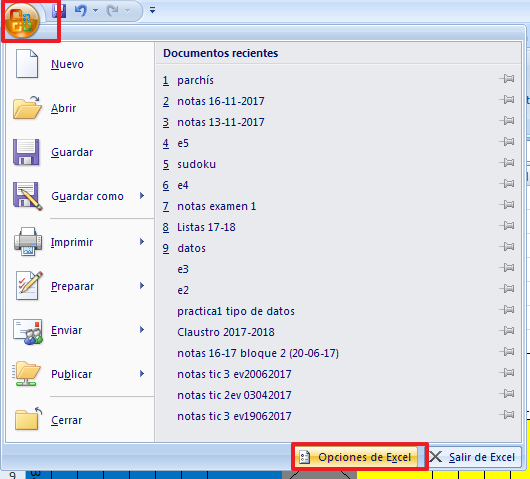 Nuevo
Abrir
Guardar
Guardar como
Imprimir
Preparar
Enviar
Publicar
Cerrar
Documentos recientes
1 parchís
2 notas 16-11-2017
3 notas 13-11-2017
4 e5
5 sudoku
6 e4
7 notas examen 1
8 Listas 17-18
9 datos
e3
e2
practica1 tipo de datos
Claustro 2017-2018
notas 16-17 bloque 2 (20-06-17)
notas tic 3 ev20062017
notas tic 2ev 03042017
notas tic 3 ev19062017
Opciones de Excel
Salir de Excel
9